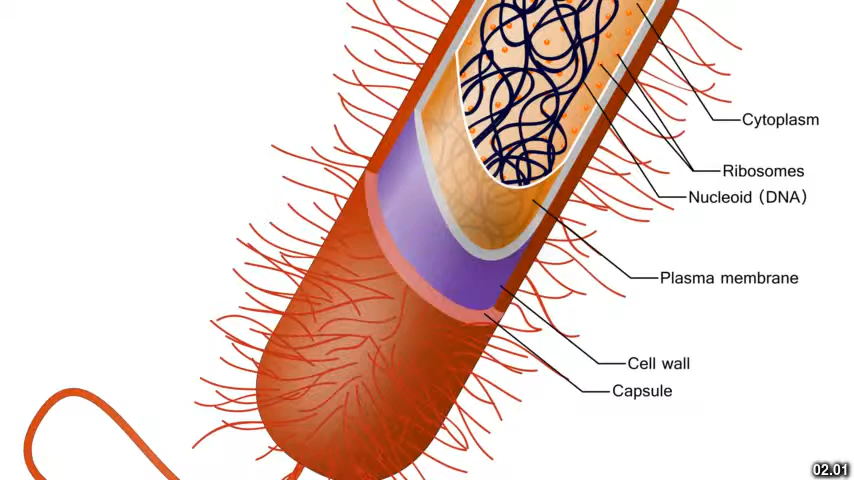 Cytoplasm
Ribosomes
Nucleoid (DNA)
Plasma membrane
Cell wall
Capsule
02.01